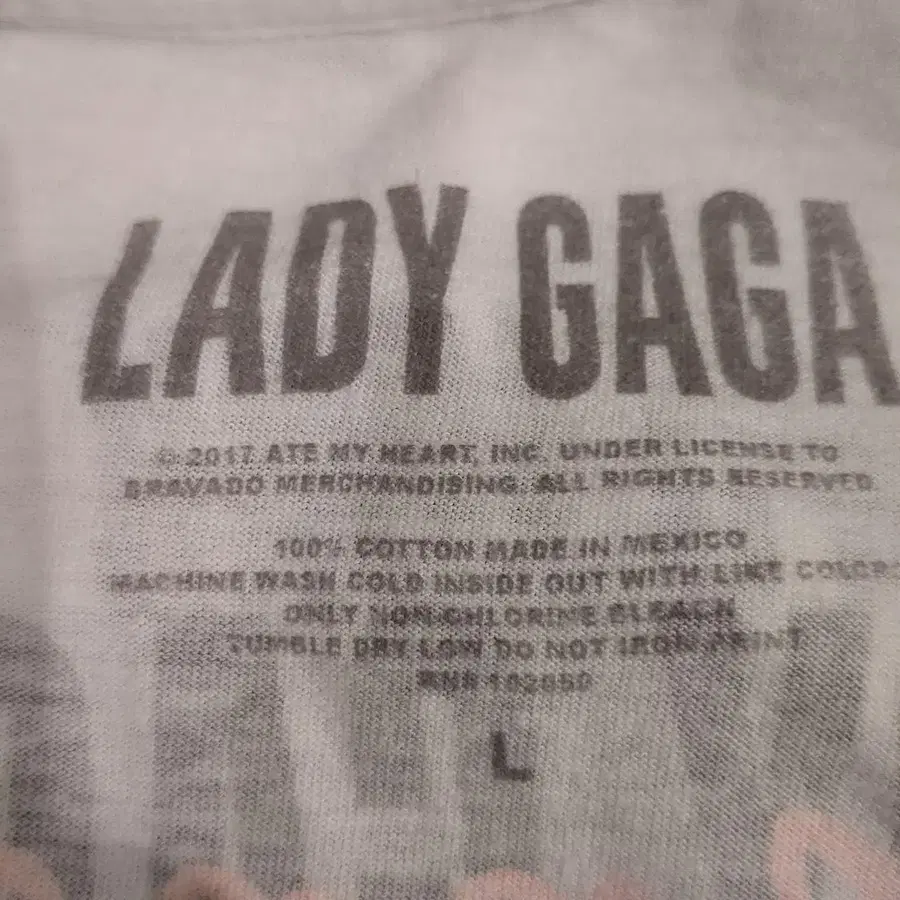 LADY GAGA
© 2017 ATE MY HEART, INC. UNDER LICENSE TO
BRAVADO MERCHANDISING. ALL RIGHTS RESERVED
100% COTTON MADE IN MEXICO
MACHINE WASH COLD INSIDE OUT WITH LIKE COLORS
ONLY NON-CHLORINE BLEACH
TUMBLE DRY LOW DO NOT IRON PRINT
L